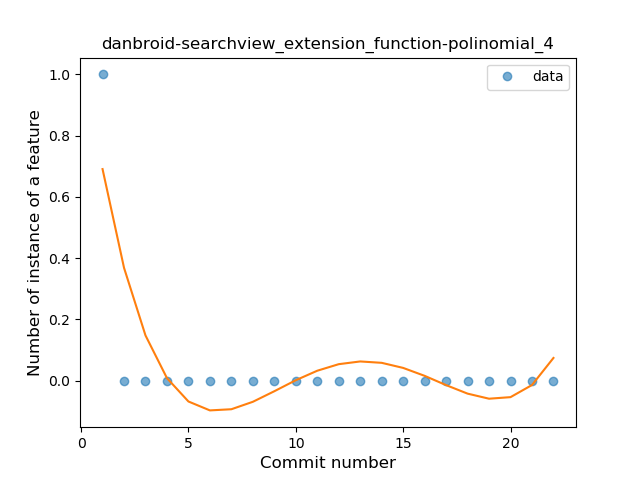 danbroid-searchview_extension_function-polinomial_4
data
Number of instance of a feature
1.0
0.8
0.6
0.4
0.2
0.0
0
5
10
15
20
Commit number